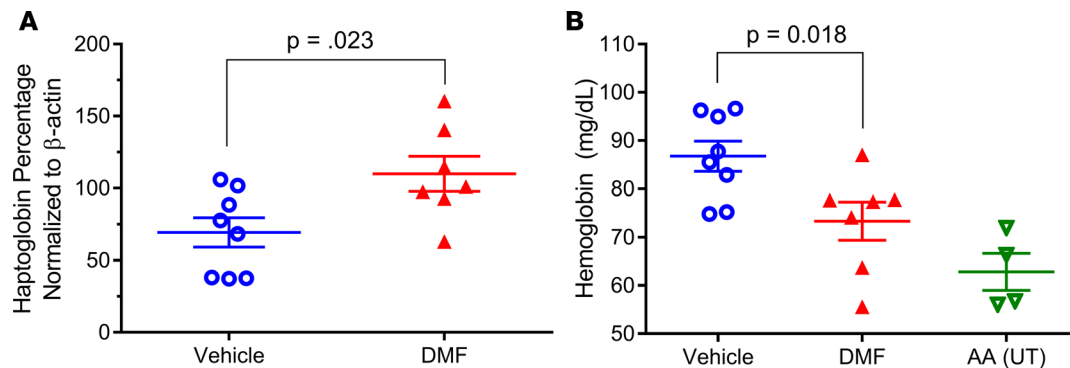 A
Haptoglobin Percentage
Normalized to β-actin
200
150
100
50
0
p = .023
Vehicle
DMF
B
Hemoglobin (mg/dL)
110
100
90
80
70
60
50
p = 0.018
Vehicle
DMF
AA (UT)